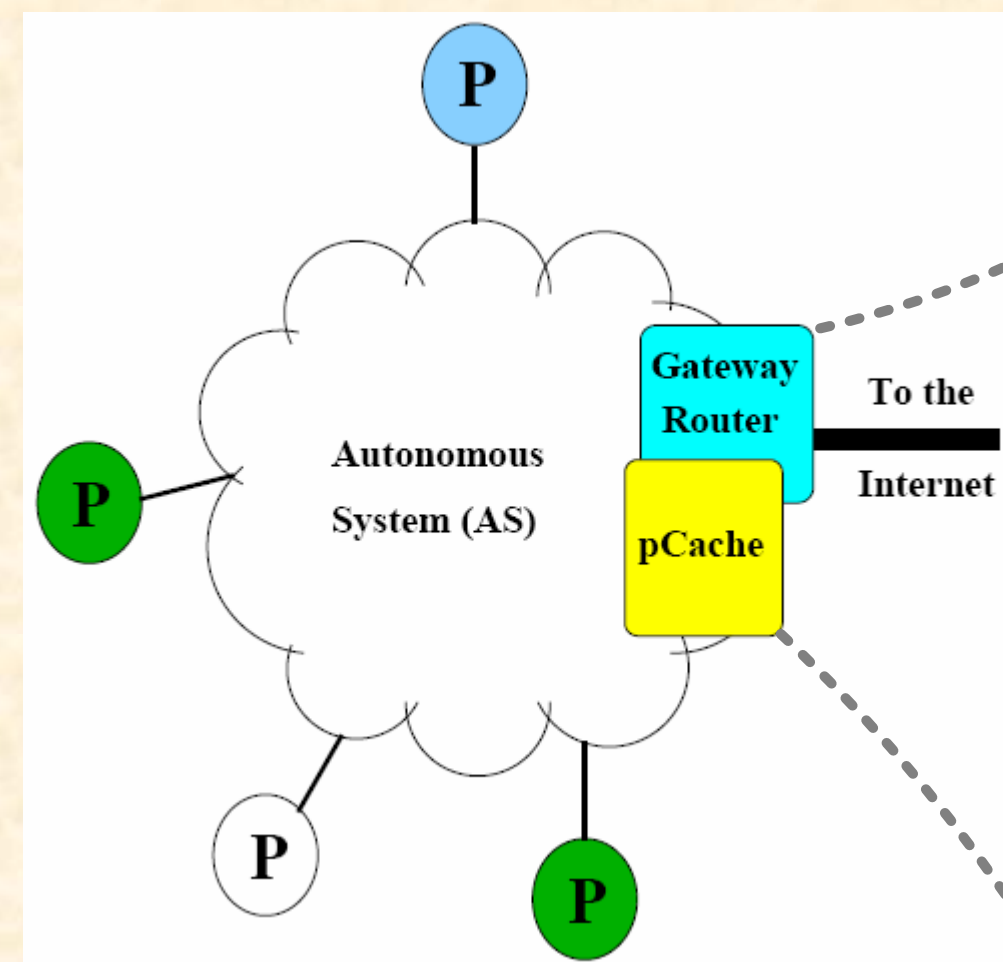 P
Gateway
Router
To the
Internet
Autonomous
System (AS)
P
pCache
P
P